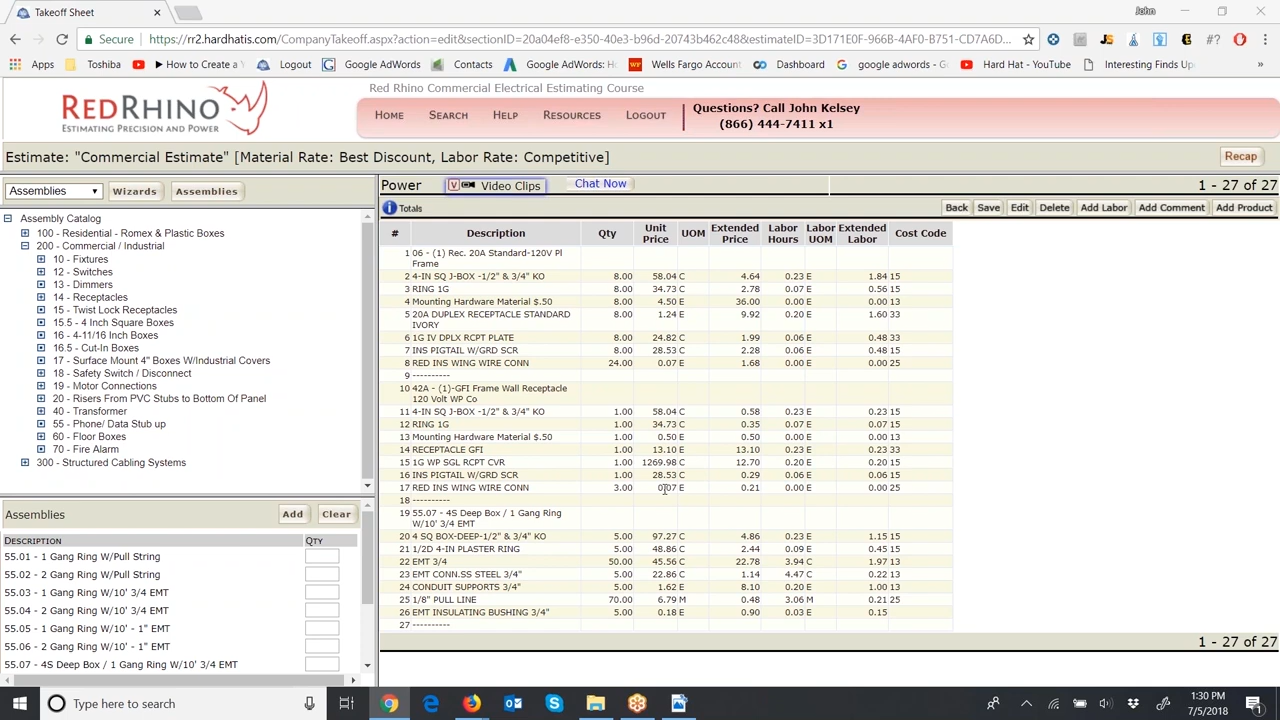 Takeoff Sheet
John
Secure | https://rr2.hardhatis.com/CompanyTakeoff.aspx?action=edit&sectionID=20a04ef8-e350-40e3-b96d-20743b462c48&estimateID=3D171E0F-966B-4AF0-B751-CD7A6D...
Apps Toshiba ► How to Create a Logout Google AdWords Contacts Google AdWords: Ho Wells Fargo Account Dashboard google adwords - G Hard Hat - YouTube Interesting Finds Up
RED RHINO
ESTIMATING PRECISION AND POWER
Red Rhino Commercial Electrical Estimating Course
HOME SEARCH HELP RESOURCES LOGOUT
Questions? Call John Kelsey
(866) 444-7411 x1
Estimate: "Commercial Estimate" [Material Rate: Best Discount, Labor Rate: Competitive]
Recap
Assemblies Wizards Assemblies
Assembly Catalog
100 - Residential - Romex & Plastic Boxes
200 - Commercial / Industrial
10 - Fixtures
12 - Switches
13 - Dimmers
14 - Receptacles
15 - Twist Lock Receptacles
15.5 - 4 Inch Square Boxes
16 - 4-11/16 Inch Boxes
16.5 - Cut-In Boxes
17 - Surface Mount 4" Boxes W/Industrial Covers
18 - Safety Switch / Disconnect
19 - Motor Connections
20 - Risers From PVC Stubs to Bottom Of Panel
40 - Transformer
55 - Phone/ Data Stub up
60 - Floor Boxes
70 - Fire Alarm
300 - Structured Cabling Systems
Assemblies Add Clear
DESCRIPTION QTY
55.01 - 1 Gang Ring W/Pull String
55.02 - 2 Gang Ring W/Pull String
55.03 - 1 Gang Ring W/10' 3/4 EMT
55.04 - 2 Gang Ring W/10' 3/4 EMT
55.05 - 1 Gang Ring W/10' - 1" EMT
55.06 - 2 Gang Ring W/10' - 1" EMT
55.07 - 4S Deep Box / 1 Gang Ring W/10' 3/4 EMT
Power V Video Clips Chat Now 1 - 27 of 27
Totals Back Save Edit Delete Add Labor Add Comment Add Product
# Description Qty Unit Price UOM Extended Price Labor Hours Labor UOM Extended Labor Cost Code
1 06 - (1) Rec. 20A Standard-120V Pl
Frame
2 4-IN SQ J-BOX -1/2" & 3/4" KO 8.00 58.04 C 4.64 0.23 E 1.84 15
3 RING 1G 8.00 34.73 C 2.78 0.07 E 0.56 15
4 Mounting Hardware Material $.50 8.00 4.50 E 36.00 0.00 E 0.00 13
5 20A DUPLEX RECPT STANDARD 8.00 1.24 E 9.92 0.20 E 1.60 33
IVORY
6 1G IV DPLX RCPT PLATE 8.00 24.82 C 1.99 0.06 E 0.48 33
7 INS PIGTAIL W/GRD SCR 8.00 28.53 C 2.28 0.06 E 0.48 15
8 RED INS WING WIRE CONN 24.00 0.07 E 1.68 0.00 E 0.00 25
9 ----------
10 42A - (1)-GFI Frame Wall Receptacle
120 Volt WP Co
11 4-IN SQ J-BOX -1/2" & 3/4" KO 1.00 58.04 C 0.58 0.23 E 0.23 15
12 RING 1G 1.00 34.73 C 0.35 0.07 E 0.07 15
13 Mounting Hardware Material $.50 1.00 0.50 E 0.50 0.00 E 0.00 13
14 RECEPTACLE GFI 1.00 13.10 E 13.10 0.23 E 0.23 33
15 1G WP SGL RCPT CVR 1.00 1269.98 C 12.70 0.20 E 0.20 15
16 INS PIGTAIL W/GRD SCR 1.00 28.53 C 0.29 0.06 E 0.06 15
17 RED INS WING WIRE CONN 3.00 0.07 E 0.21 0.00 E 0.00 25
18 ----------
19 55.07 - 4S Deep Box / 1 Gang Ring
W/10' 3/4 EMT
20 4 SQ BOX-DEEP-1/2" & 3/4" KO 5.00 97.27 C 4.86 0.23 E 1.15 15
21 1/2D 4-IN PLASTER RING 5.00 48.86 C 2.44 0.09 E 0.45 15
22 EMT 3/4 50.00 45.56 C 22.78 3.94 C 1.97 13
23 EMT CONN.SS STEEL 3/4" 5.00 22.86 C 1.14 4.47 C 0.22 13
24 CONDUIT SUPPORTS 3/4" 5.00 1.62 E 8.10 0.20 E 1.00 13
25 1/8" PULL LINE 70.00 6.79 M 0.48 3.06 M 0.21 25
26 EMT INSULATING BUSHING 3/4" 5.00 0.18 E 0.90 0.03 E 0.15
27 ----------
1 - 27 of 27
Type here to search
1:30 PM
7/5/2018